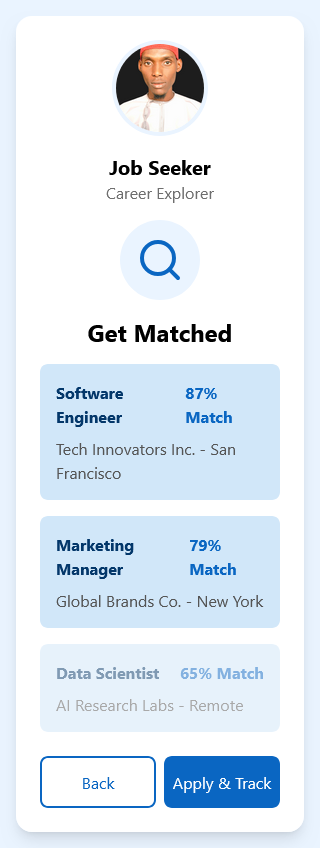 Job Seeker
Career Explorer
Get Matched
Software Engineer
87% Match
Tech Innovators Inc. - San
Francisco
Marketing Manager
79% Match
Global Brands Co. - New York
Data Scientist 65% Match
AI Research Labs - Remote
Back Apply & Track